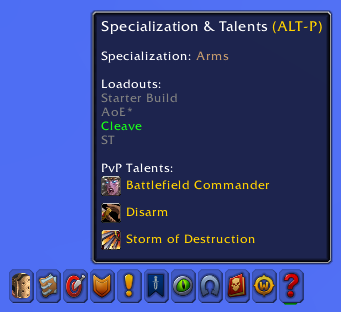 Specialization & Talents (ALT-P)
Specialization: Arms
Loadouts:
Starter Build
AoE*
Cleave
ST
PvP Talents:
Battlefield Commander
Disarm
Storm of Destruction